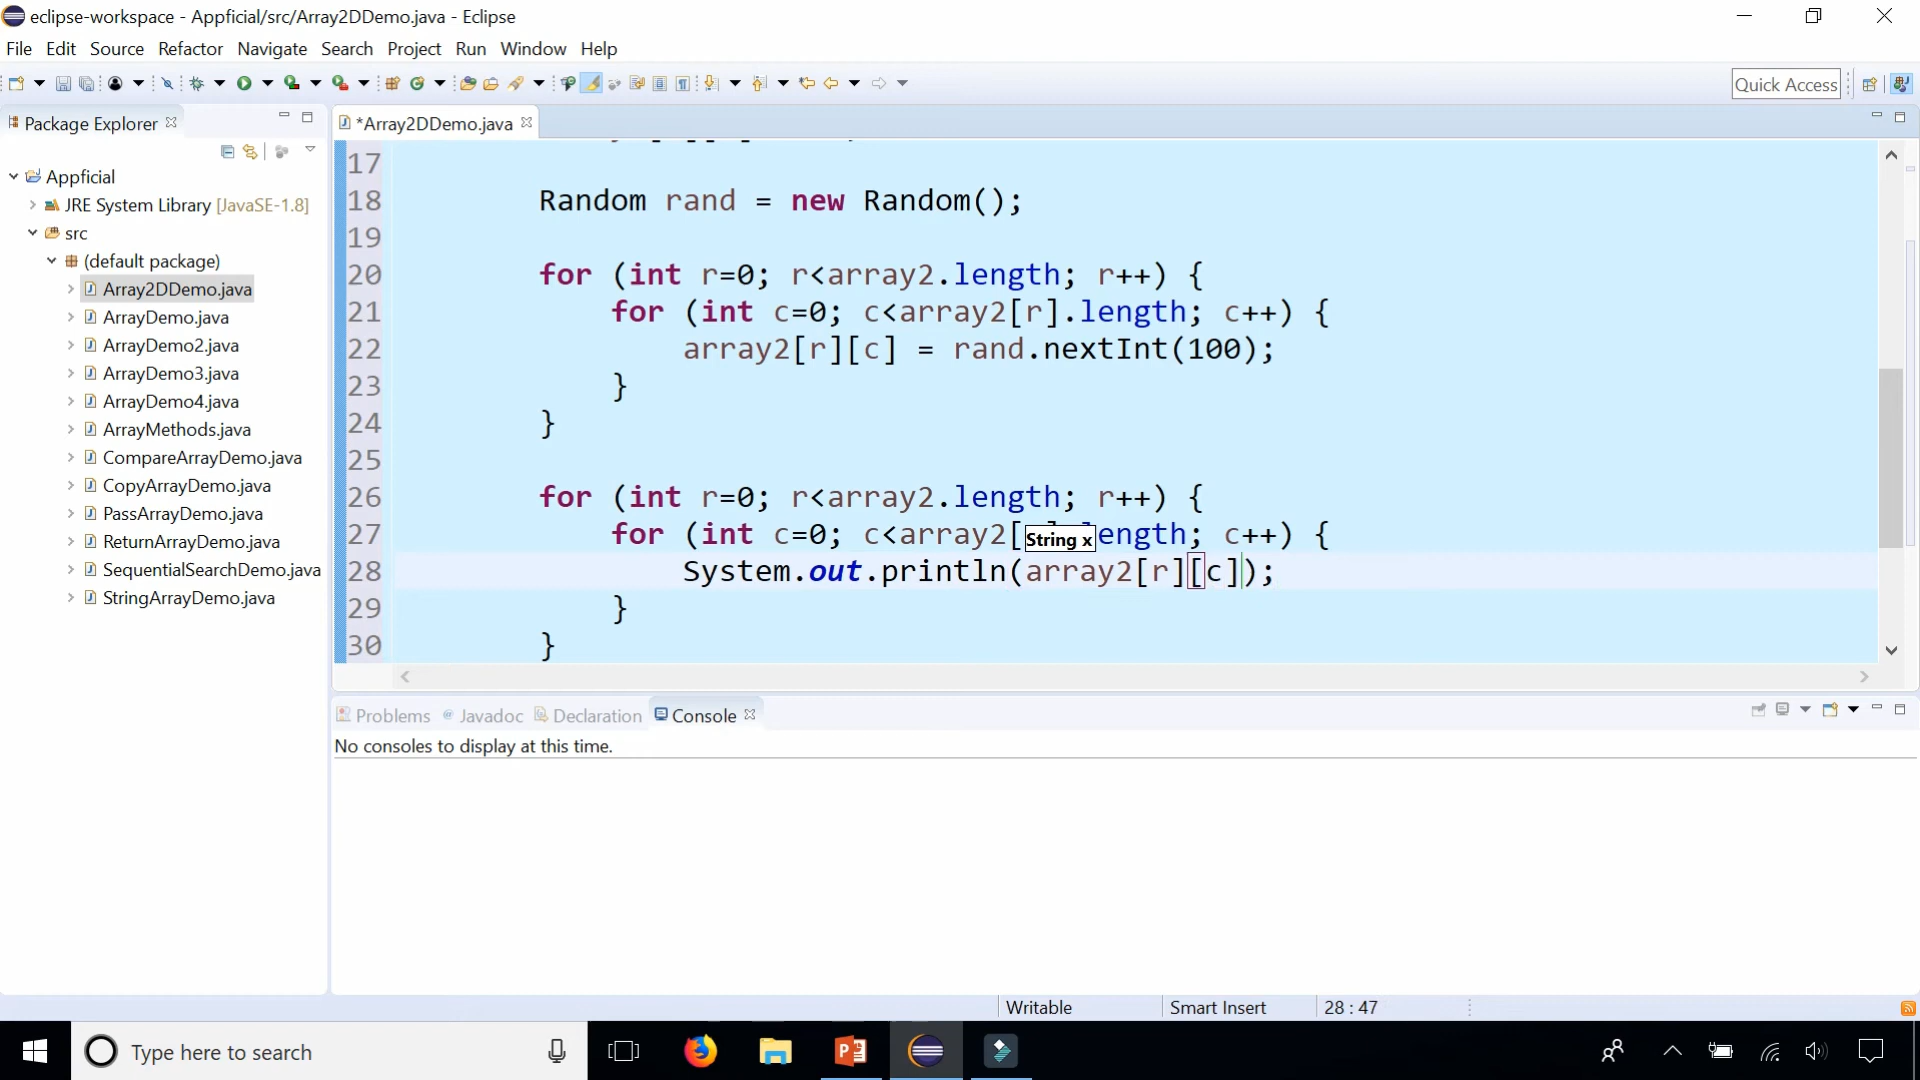 eclipse-workspace - Appficial/src/Array2DDemo.java - Eclipse
File Edit Source Refactor Navigate Search Project Run Window Help
Quick Access
Package Explorer
*Array2DDemo.java
Appficial
JRE System Library [JavaSE-1.8]
src
(default package)
Array2DDemo.java
ArrayDemo.java
ArrayDemo2.java
ArrayDemo3.java
ArrayDemo4.java
ArrayMethods.java
CompareArrayDemo.java
CopyArrayDemo.java
PassArrayDemo.java
ReturnArrayDemo.java
SequentialSearchDemo.java
StringArrayDemo.java
17
18 Random rand = new Random();
19
20 for (int r=0; r<array2.length; r++) {
21 for (int c=0; c<array2[r].length; c++) {
22 array2[r][c] = rand.nextInt(100);
23 }
24 }
25
26 for (int r=0; r<array2.length; r++) {
27 for (int c=0; c<array2[ ength; c++) {
String x
28 System.out.println(array2[r][c]);
29 }
30 }
Problems Javadoc Declaration Console
No consoles to display at this time.
Writable Smart Insert 28 : 47
Type here to search